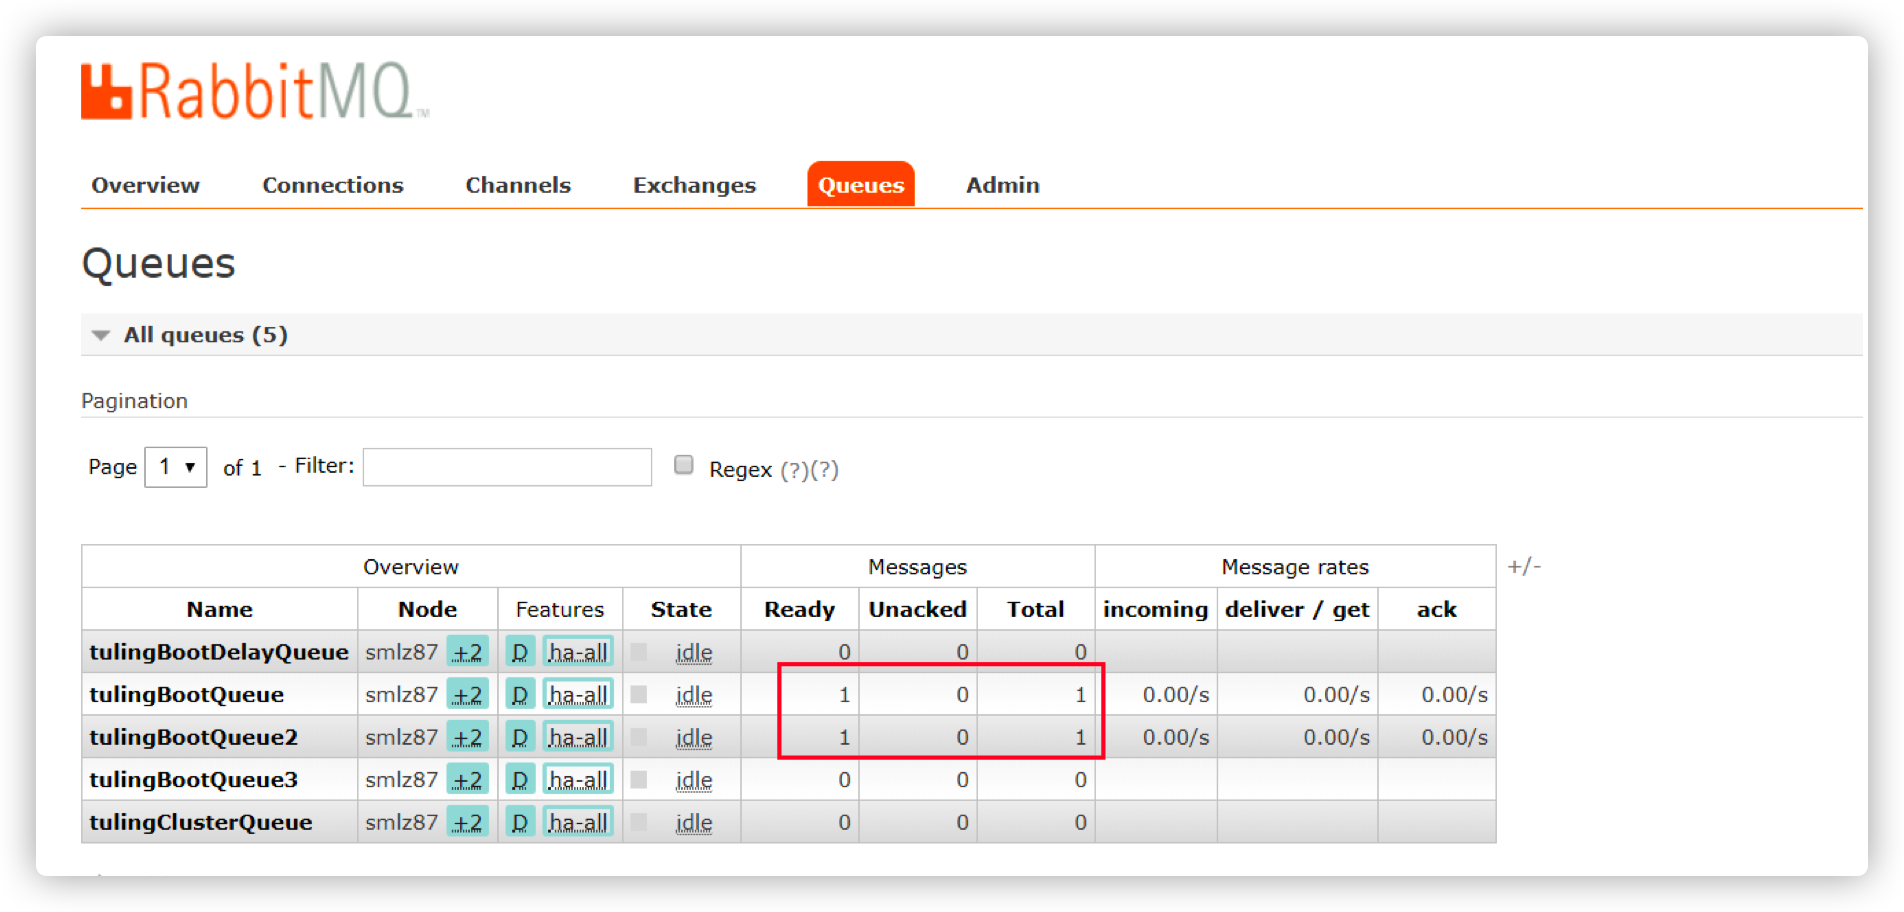 RabbitMQ™
Overview Connections Channels Exchanges Queues Admin
Queues
All queues (5)
Pagination
Page 1 of 1 - Filter: Regex (?)(?)
Overview Messages Message rates +/-
Name Node Features State Ready Unacked Total incoming deliver / get ack
tulingBootDelayQueue smlz87 +2 D ha-all idle 0 0 0
tulingBootQueue smlz87 +2 D ha-all idle 1 0 1 0.00/s 0.00/s 0.00/s
tulingBootQueue2 smlz87 +2 D ha-all idle 1 0 1 0.00/s 0.00/s 0.00/s
tulingBootQueue3 smlz87 +2 D ha-all idle 0 0 0
tulingClusterQueue smlz87 +2 D ha-all idle 0 0 0